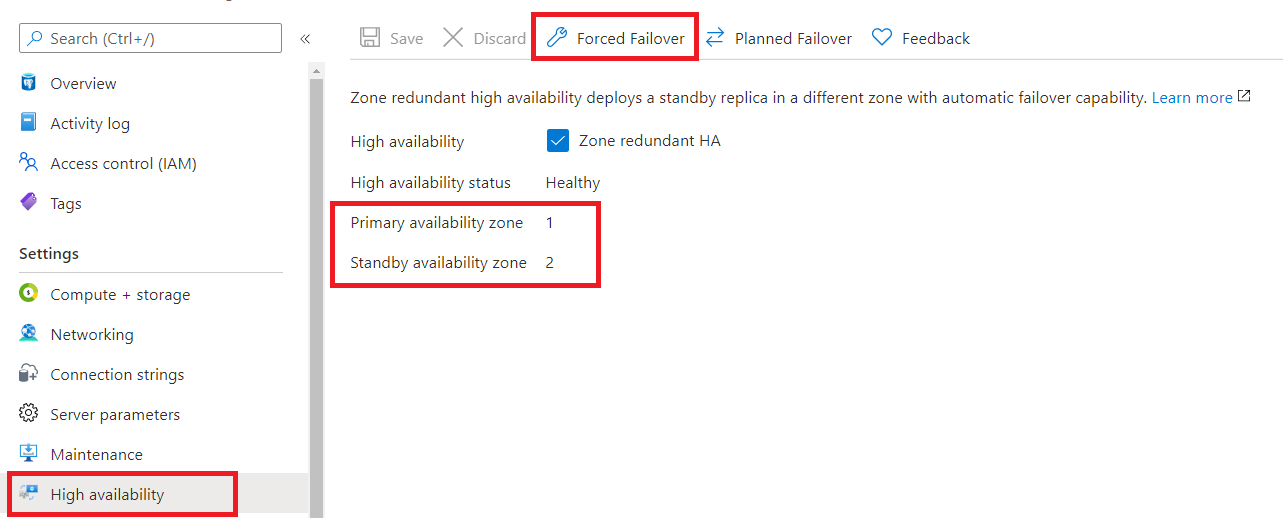 Search (Ctrl+/)
«
Overview
Activity log
Access control (IAM)
Tags
Settings
Compute + storage
Networking
Connection strings
Server parameters
Maintenance
High availability
Save Discard Forced Failover Planned Failover Feedback
Zone redundant high availability deploys a standby replica in a different zone with automatic failover capability. Learn more
High availability Zone redundant HA
High availability status Healthy
Primary availability zone 1
Standby availability zone 2